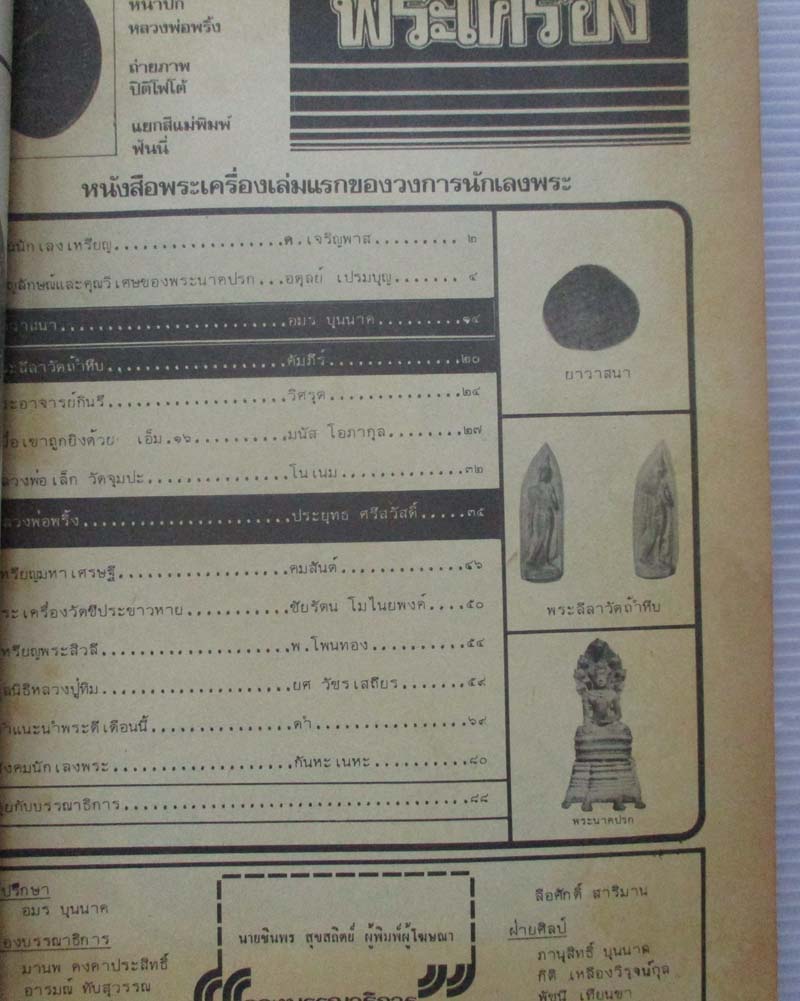 หน้าปก
หลวงพ่อพริ้ง
ถ่ายภาพ
ปิติโฟโต้
แยกสีแม่พิมพ์
ฟันนี่
พระเครื่อง
หนังสือพระเครื่องเล่มแรกของวงการนักเลงพระ
นักเลงเหรียญ.................ต.เจริญพาส......... ๒
ลักษณ์และคุณวิเศษของพระนาคปรก...อตุลย์ เปรมบุญ....... ๔
วาสนา.......................อมร บุนนาค.........๑๔
ระลีลาวัดถ้ำหีบ..................คัมภีร์.............๒๐
ระอาจารย์กินรี..................วิศรุต.............๒๔
เขาถูกยิงด้วย เอ็ม.๑๖..........มนัส โอภากุล........๒๗
ลวงพ่อเล็ก วัดจุมปะ..............โนเนม............๓๒
ลวงพ่อพริ้ง.....................ประยุทธ ศรีสวัสดิ์.....๓๕
หรียญมหาเศรษฐี.................คมสันต์............๔๖
ระเครื่องวัดชีประขาวหาย..........ชัยรัตน โมไนยพงค์....๕๐
หรียญพระสิวลี...................พ.โพนทอง..........๕๔
ลนิธิหลวงปู่ทิม..................ยศ วัชรเสถียร.......๕๙
แนะนำพระดีเดือนนี้..............ดำ...............๖๙
งคมนักเลงพระ..................กันหะเนหะ.........๘๐
ยกับบรรณาธิการ..................................๘๘
ยาวาสนา
พระลีลาวัดถ้ำหีบ
พระนาคปรก
ปรึกษา
อมร บุนนาค
องบรรณาธิการ
มานพ คงคาประสิทธิ์
อารมณ์ ทับสุวรรณ
นายชินพร สุขสถิตย์ ผู้พิมพ์ผู้โฆษณา
ลือศักดิ์ สาริมาน
ฝ่ายศิลป์
ภานุสิทธิ์ บุนนาค
กิติ เหลืองวิรุจน์กุล
พัชนี เทียนขา